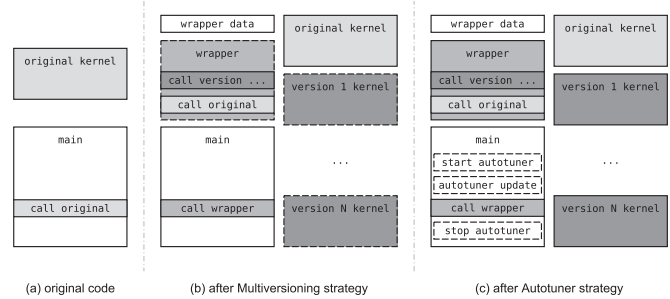 original kernel
main
call original
(a) original code
wrapper data
wrapper
call version ...
call original
main
call wrapper
original kernel
version 1 kernel
...
version N kernel
(b) after Multiversioning strategy
wrapper data
wrapper
call version ...
call original
main
start autotuner
autotuner update
call wrapper
stop autotuner
original kernel
version 1 kernel
...
version N kernel
(c) after Autotuner strategy